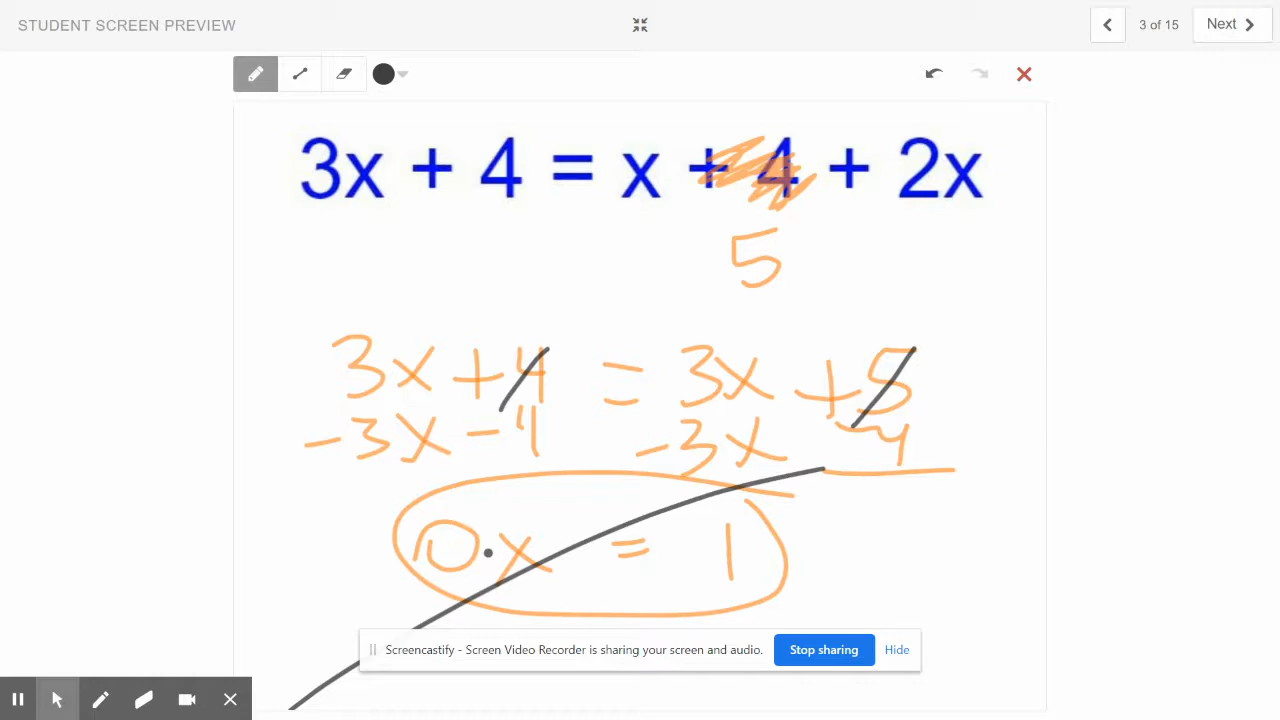 STUDENT SCREEN PREVIEW
3 of 15
Next
3x + 4 = x + 4 + 2x
5
3x + 4 = 3x + 5
-3x - 4 -3x -4
0·x = 1
Screencastify - Screen Video Recorder is sharing your screen and audio.
Stop sharing
Hide